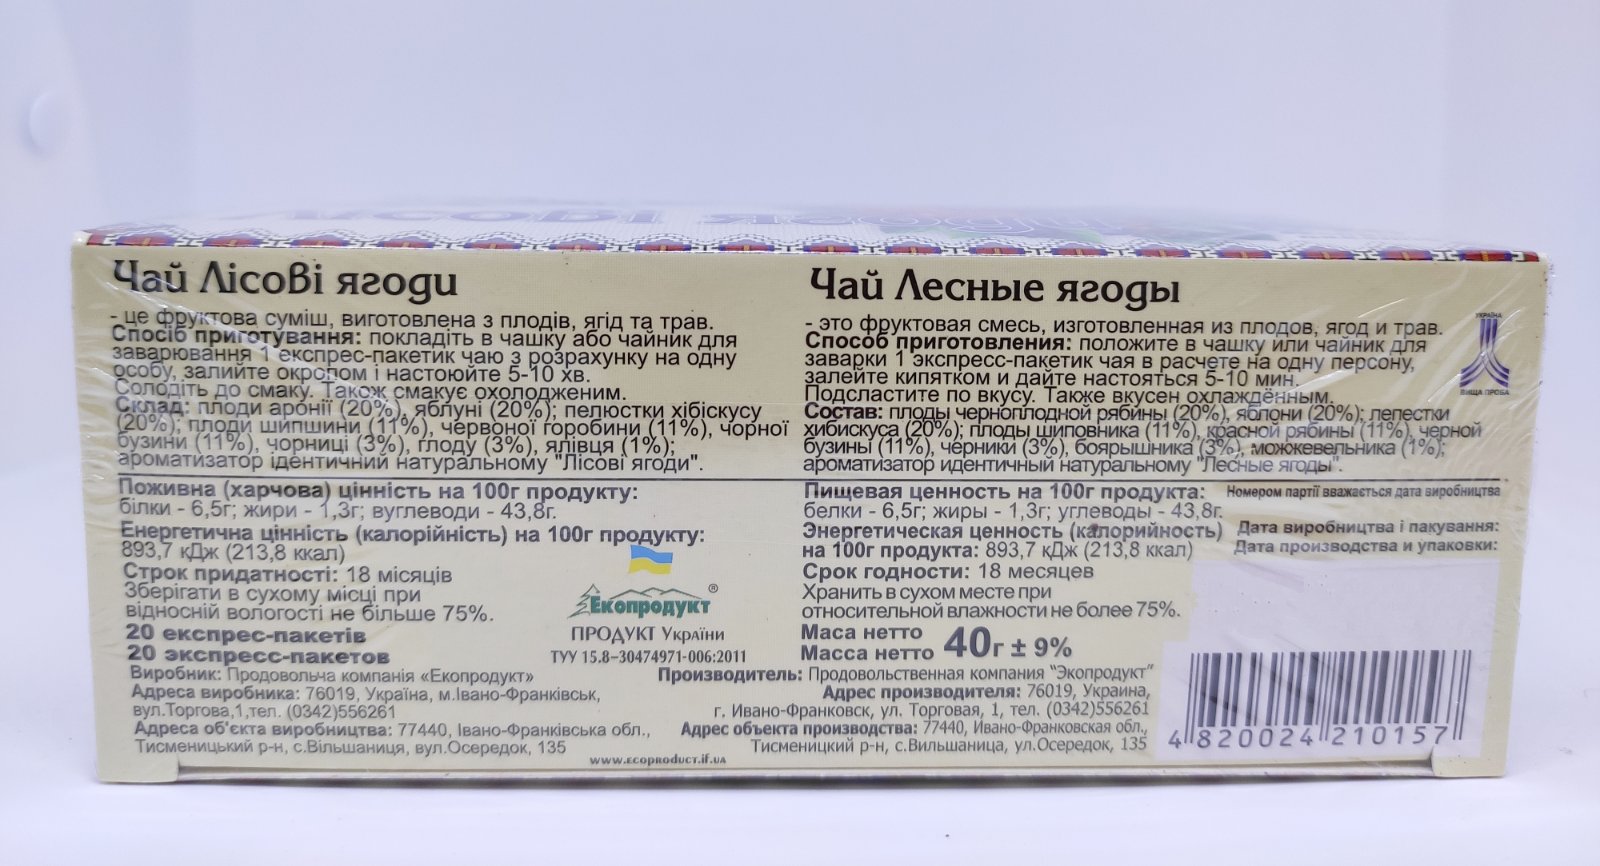 Чай Лісові ягоди
- це фруктова суміш, виготовлена з плодів, ягід та трав.
Спосіб приготування: покладіть в чашку або чайник для
заварювання 1 експрес-пакетик чаю з розрахунку на одну
особу, залийте окропом і настоюйте 5-10 хв.
Солодіть до смаку. Також смакує охолодженим.
Склад: плоди аронії (20%), яблуні (20%); пелюстки хібіскусу
(20%); плоди шипшини (11%), червоної горобини (11%), чорної
бузини (11%), чорниці (3%), глоду (3%), ялівця (1%);
ароматизатор ідентичний натуральному "Лісові ягоди".
Поживна (харчова) цінність на 100г продукту:
білки - 6,5г; жири - 1,3г; вуглеводи - 43,8г.
Енергетична цінність (калорійність) на 100г продукту:
893,7 кДж (213,8 ккал)
Строк придатності: 18 місяців
Зберігати в сухому місці при
відносній вологості не більше 75%.
20 експрес-пакетів
20 экспресс-пакетов
Екопродукт®
ПРОДУКТ України
ТУУ 15.8-30474971-006:2011
Виробник: Продовольча компанія «Екопродукт»
Адреса виробника: 76019, Україна, м.Івано-Франківськ,
вул.Торгова,1,тел. (0342)556261
Адреса об'єкта виробництва: 77440, Івано-Франківська обл.,
Тисменицький р-н, с.Вільшаниця, вул.Осередок, 135
www.ecoproduct.if.ua
Чай Лесные ягоды
- это фруктовая смесь, изготовленная из плодов, ягод и трав.
Способ приготовления: положите в чашку или чайник для
заварки 1 экспресс-пакетик чая в расчете на одну персону,
залейте кипятком и дайте настояться 5-10 мин.
Подсластите по вкусу. Также вкусен охлаждённым.
Состав: плоды черноплодной рябины (20%), яблони (20%); лепестки
хибискуса (20%); плоды шиповника (11%), красной рябины (11%), черной
бузины (11%), черники (3%), боярышника (3%), можжевельника (1%);
ароматизатор идентичный натуральному "Лесные ягоды".
УКРАЇНА
ВИЩА ПРОБА
Пищевая ценность на 100г продукта:
белки - 6,5г; жиры - 1,3г; углеводы - 43,8г.
Энергетическая ценность (калорийность)
на 100г продукта: 893,7 кДж (213,8 ккал)
Срок годности: 18 месяцев
Хранить в сухом месте при
относительной влажности не более 75%.
Маса нетто
Масса нетто 40г ± 9%
Номером партії вважається дата виробництва
Дата виробництва і пакування:
Дата производства и упаковки:
Производитель: Продовольственная компания "Экопродукт"
Адрес производителя: 76019, Украина,
г. Ивано-Франковск, ул. Торговая, 1, тел. (0342)556261
Адрес объекта производства: 77440, Ивано-Франковская обл.,
Тисменицкий р-н, с.Вильшаница, ул.Осередок, 135
4 820024 210157